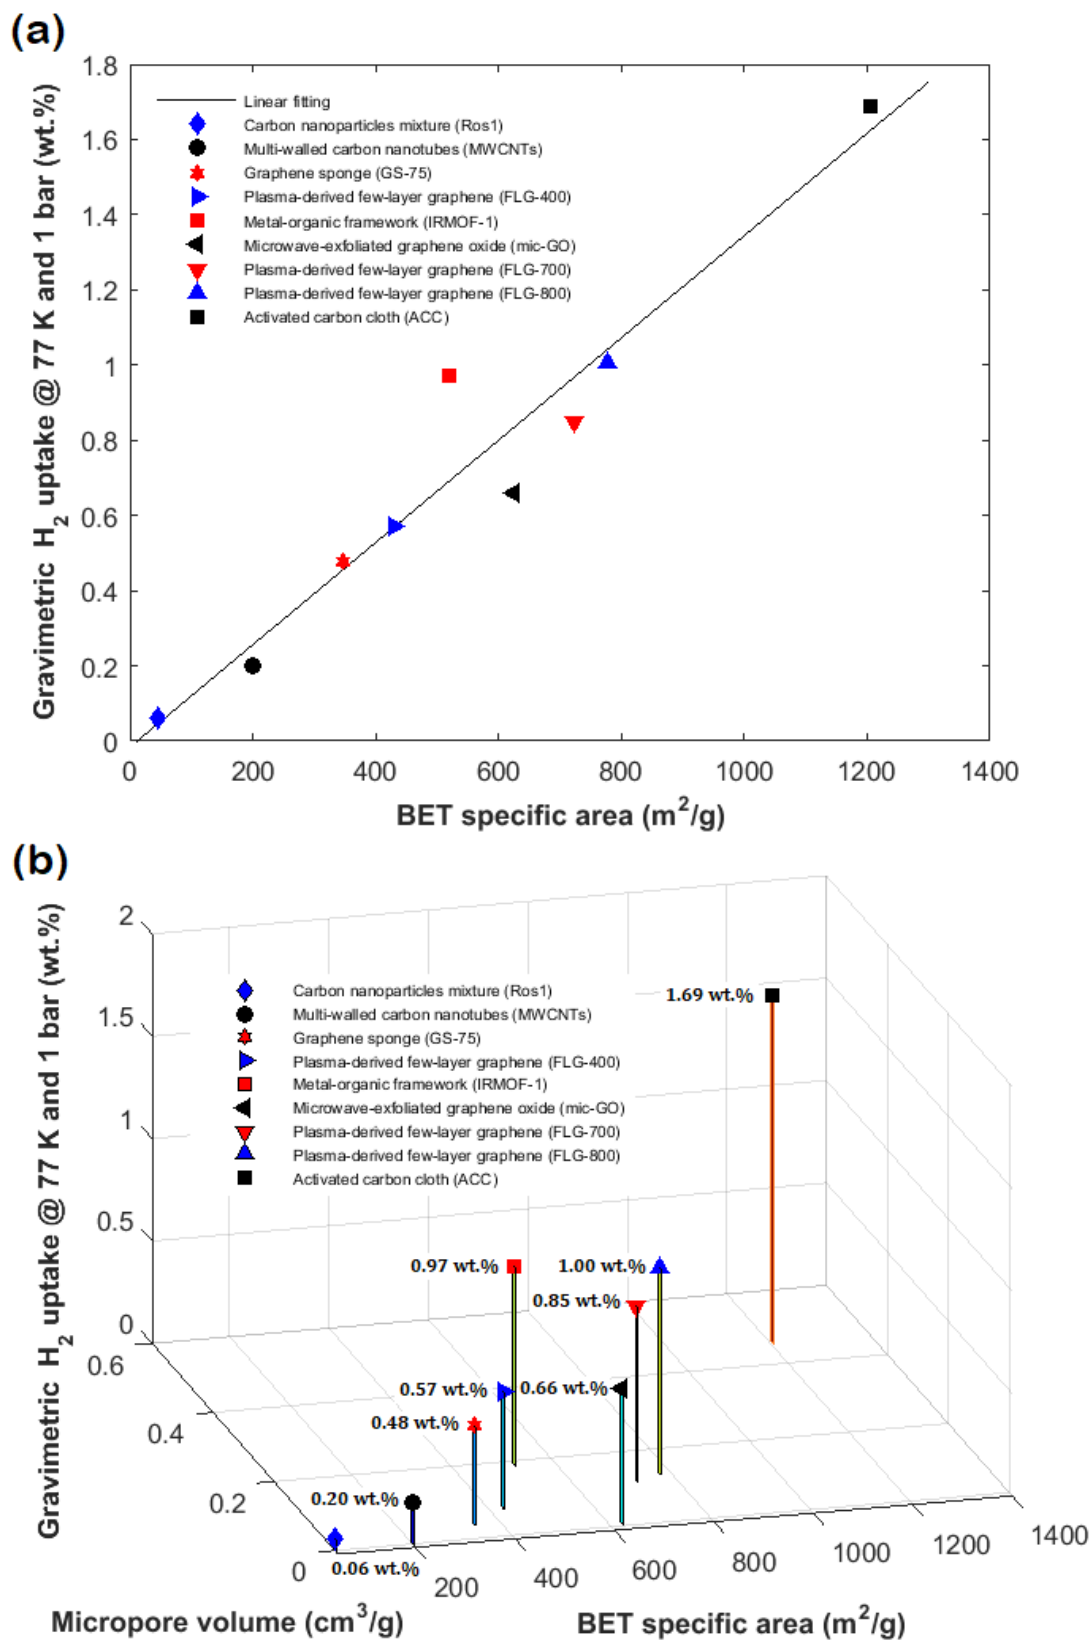 (a)
Gravimetric H2 uptake @ 77 K and 1 bar (wt.%)
1.8
1.6
1.4
1.2
1
0.8
0.6
0.4
0.2
0
Linear fitting
Carbon nanoparticles mixture (Ros1)
Multi-walled carbon nanotubes (MWCNTs)
Graphene sponge (GS-75)
Plasma-derived few-layer graphene (FLG-400)
Metal-organic framework (IRMOF-1)
Microwave-exfoliated graphene oxide (mic-GO)
Plasma-derived few-layer graphene (FLG-700)
Plasma-derived few-layer graphene (FLG-800)
Activated carbon cloth (ACC)
0 200 400 600 800 1000 1200 1400
BET specific area (m2/g)
(b)
Gravimetric H2 uptake @ 77 K and 1 bar (wt.%)
2
1.5
1
0.5
0
Carbon nanoparticles mixture (Ros1)
Multi-walled carbon nanotubes (MWCNTs)
Graphene sponge (GS-75)
Plasma-derived few-layer graphene (FLG-400)
Metal-organic framework (IRMOF-1)
Microwave-exfoliated graphene oxide (mic-GO)
Plasma-derived few-layer graphene (FLG-700)
Plasma-derived few-layer graphene (FLG-800)
Activated carbon cloth (ACC)
1.69 wt.%
0.97 wt.%
1.00 wt.%
0.85 wt.%
0.57 wt.%
0.66 wt.%
0.48 wt.%
0.20 wt.%
0.06 wt.%
0.6
0.4
0.2
0
200 400 600 800 1000 1200 1400
Micropore volume (cm3/g)
BET specific area (m2/g)